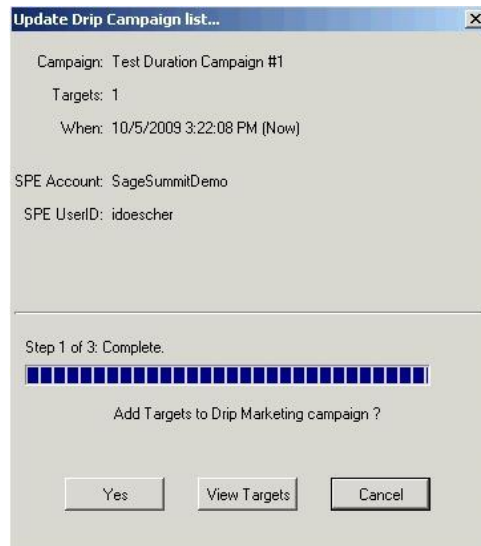 Update Drip Campaign list...
Campaign: Test Duration Campaign #1
Targets: 1
When: 10/5/2009 3:22:08 PM (Now)
SPE Account: SageSummitDemo
SPE UserID: idoescher
Step 1 of 3: Complete.
Add Targets to Drip Marketing campaign ?
Yes View Targets Cancel